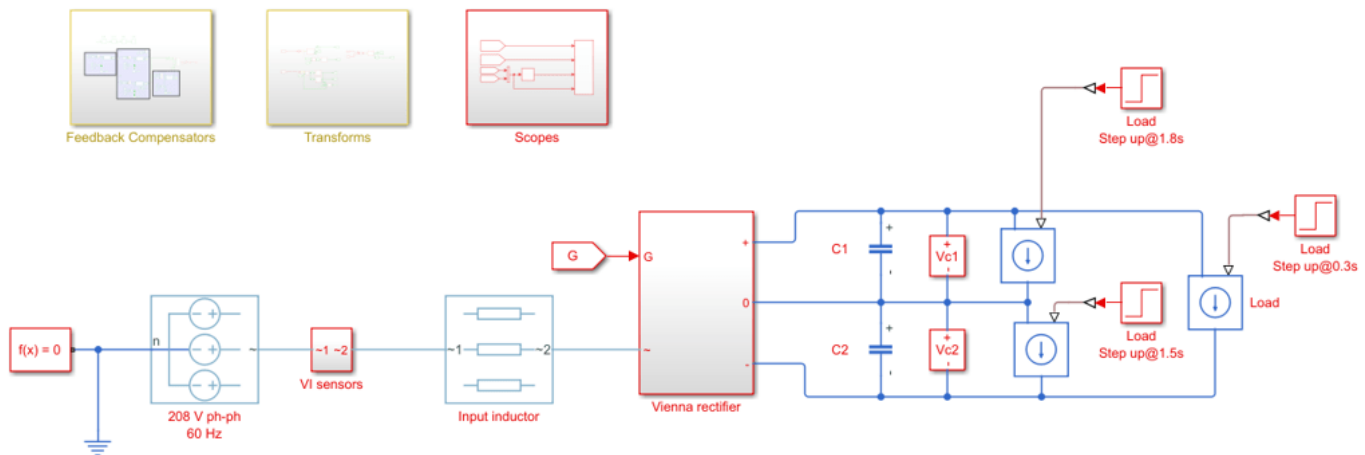 Feedback Compensators
Transforms
Scopes
Load
Step up@1.8s
Load
Step up@0.3s
G
G
+
0
-
~
Vienna rectifier
C1
+
-
+
Vc1
C2
+
-
+
Vc2
Load
Step up@1.5s
Load
f(x) = 0
n
~
208 V ph-ph
60 Hz
~1 ~2
VI sensors
~1
~2
Input inductor